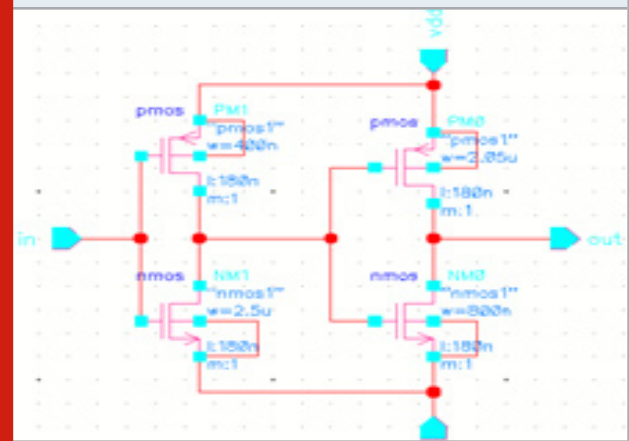 vdd
pmos PM1
"pmos1"
w=400n
l:180n
m:1
pmos PM0
"pmos1"
w=2.05u
l:180n
m:1
in
out
nmos NM1
"nmos1"
w=2.5u
l:180n
m:1
nmos NM0
"nmos1"
w=800n
l:180n
m:1